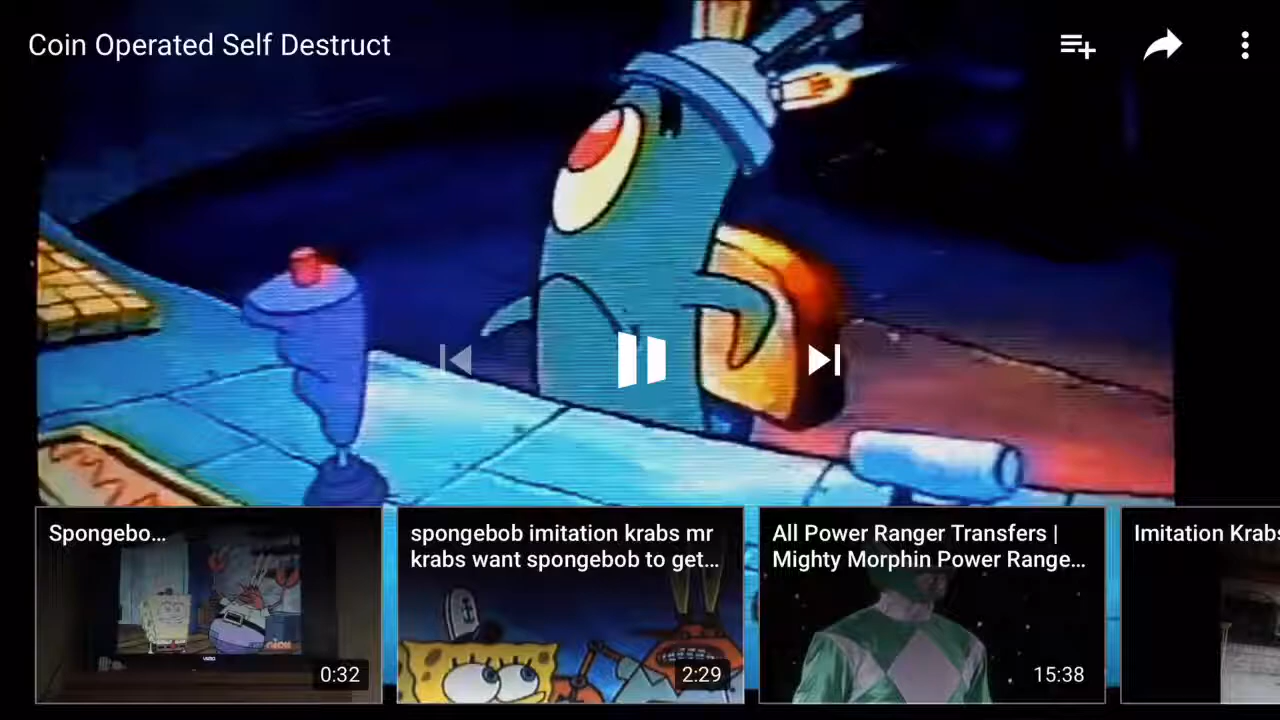 Coin Operated Self Destruct
Spongebo...
spongebob imitation krabs mr
krabs want spongebob to get...
All Power Ranger Transfers |
Mighty Morphin Power Range...
Imitation Krabs
nick
0:32
2:29
15:38